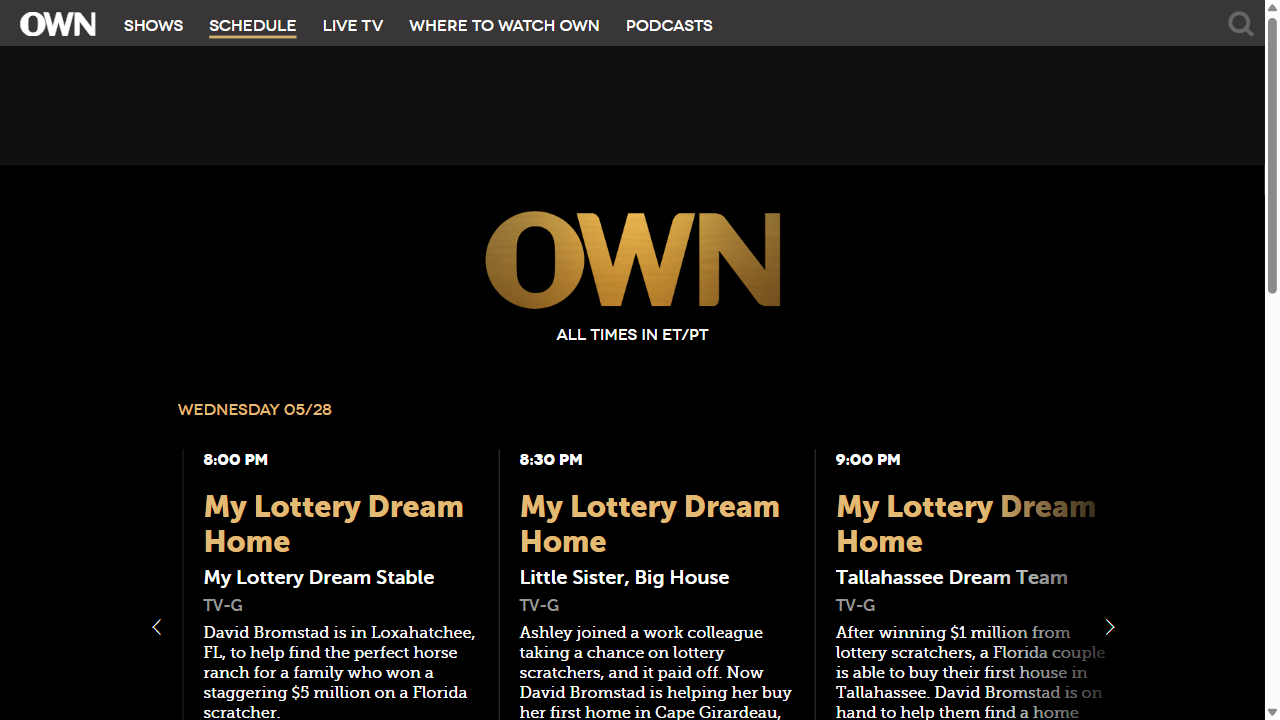 OWN SHOWS SCHEDULE LIVE TV WHERE TO WATCH OWN PODCASTS
OWN
ALL TIMES IN ET/PT
WEDNESDAY 05/28
8:00 PM
My Lottery Dream
Home
My Lottery Dream Stable
TV-G
David Bromstad is in Loxahatchee,
FL, to help find the perfect horse
ranch for a family who won a
staggering $5 million on a Florida
scratcher.
8:30 PM
My Lottery Dream
Home
Little Sister, Big House
TV-G
Ashley joined a work colleague
taking a chance on lottery
scratchers, and it paid off. Now
David Bromstad is helping her buy
her first home in Cape Girardeau,
9:00 PM
My Lottery Dream
Home
Tallahassee Dream Team
TV-G
After winning $1 million from
lottery scratchers, a Florida couple
is able to buy their first house in
Tallahassee. David Bromstad is on
hand to help them find a home